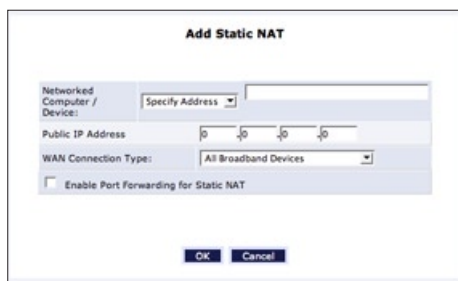 Add Static NAT
Networked
Computer /
Device:
Specify Address
Public IP Address
0 .0 .0 .0
WAN Connection Type:
All Broadband Devices
Enable Port Forwarding for Static NAT
OK
Cancel